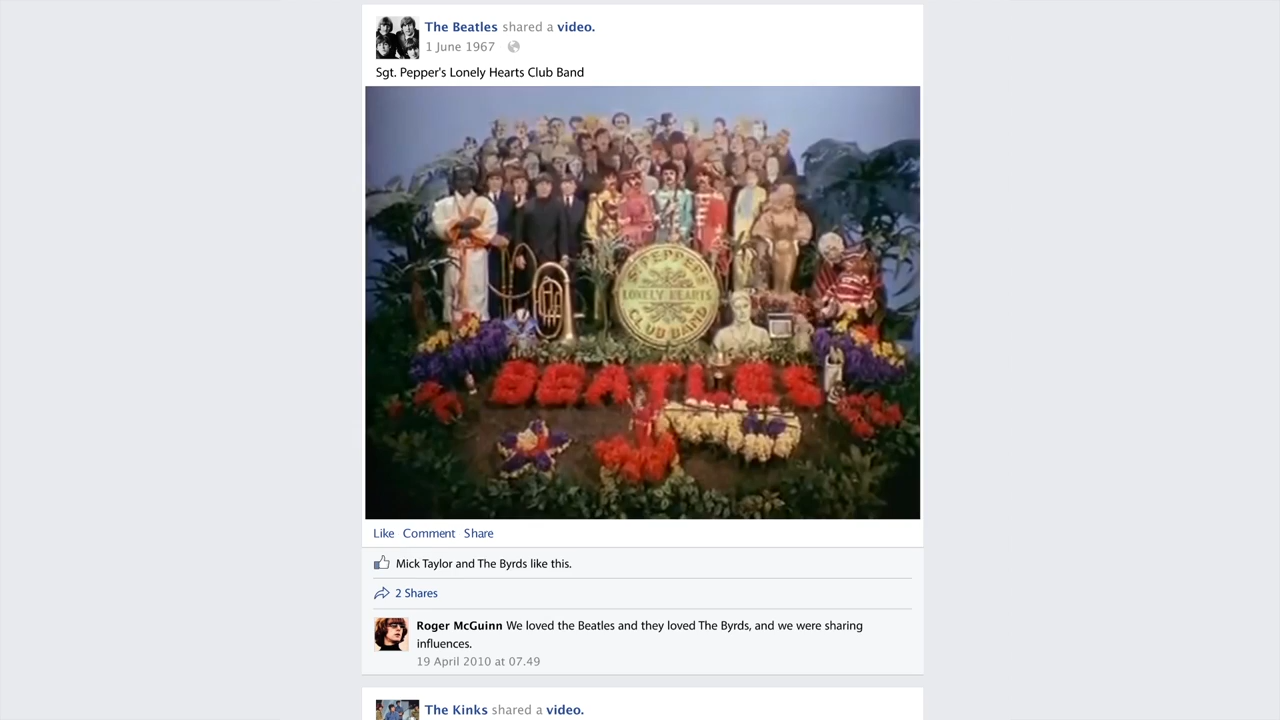 The Beatles shared a video.
1 June 1967
Sgt. Pepper's Lonely Hearts Club Band
SGT. PEPPERS
LONELY HEARTS
CLUB BAND
BEATLES
Like Comment Share
Mick Taylor and The Byrds like this.
2 Shares
Roger McGuinn We loved the Beatles and they loved The Byrds, and we were sharing
influences.
19 April 2010 at 07.49
The Kinks shared a video.